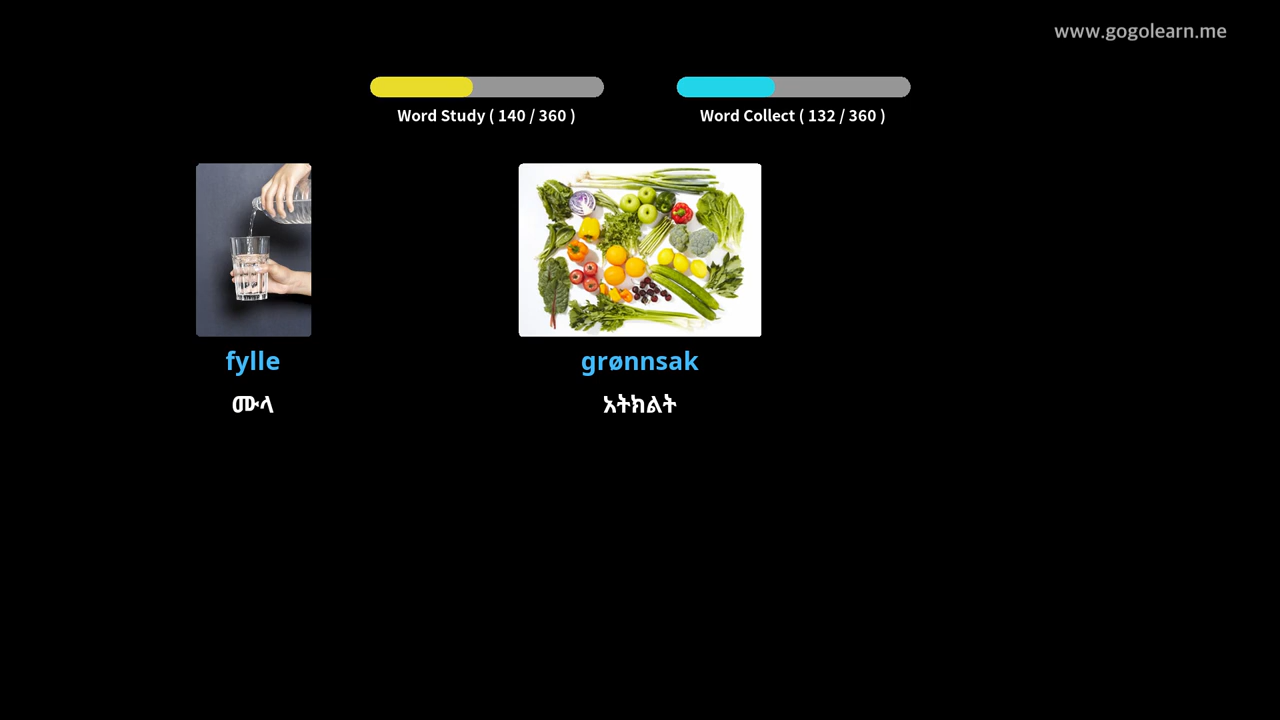 www.gogolearn.me
Word Study ( 140 / 360 )
Word Collect ( 132 / 360 )
fylle
ሙላ
grønnsak
አትክልት